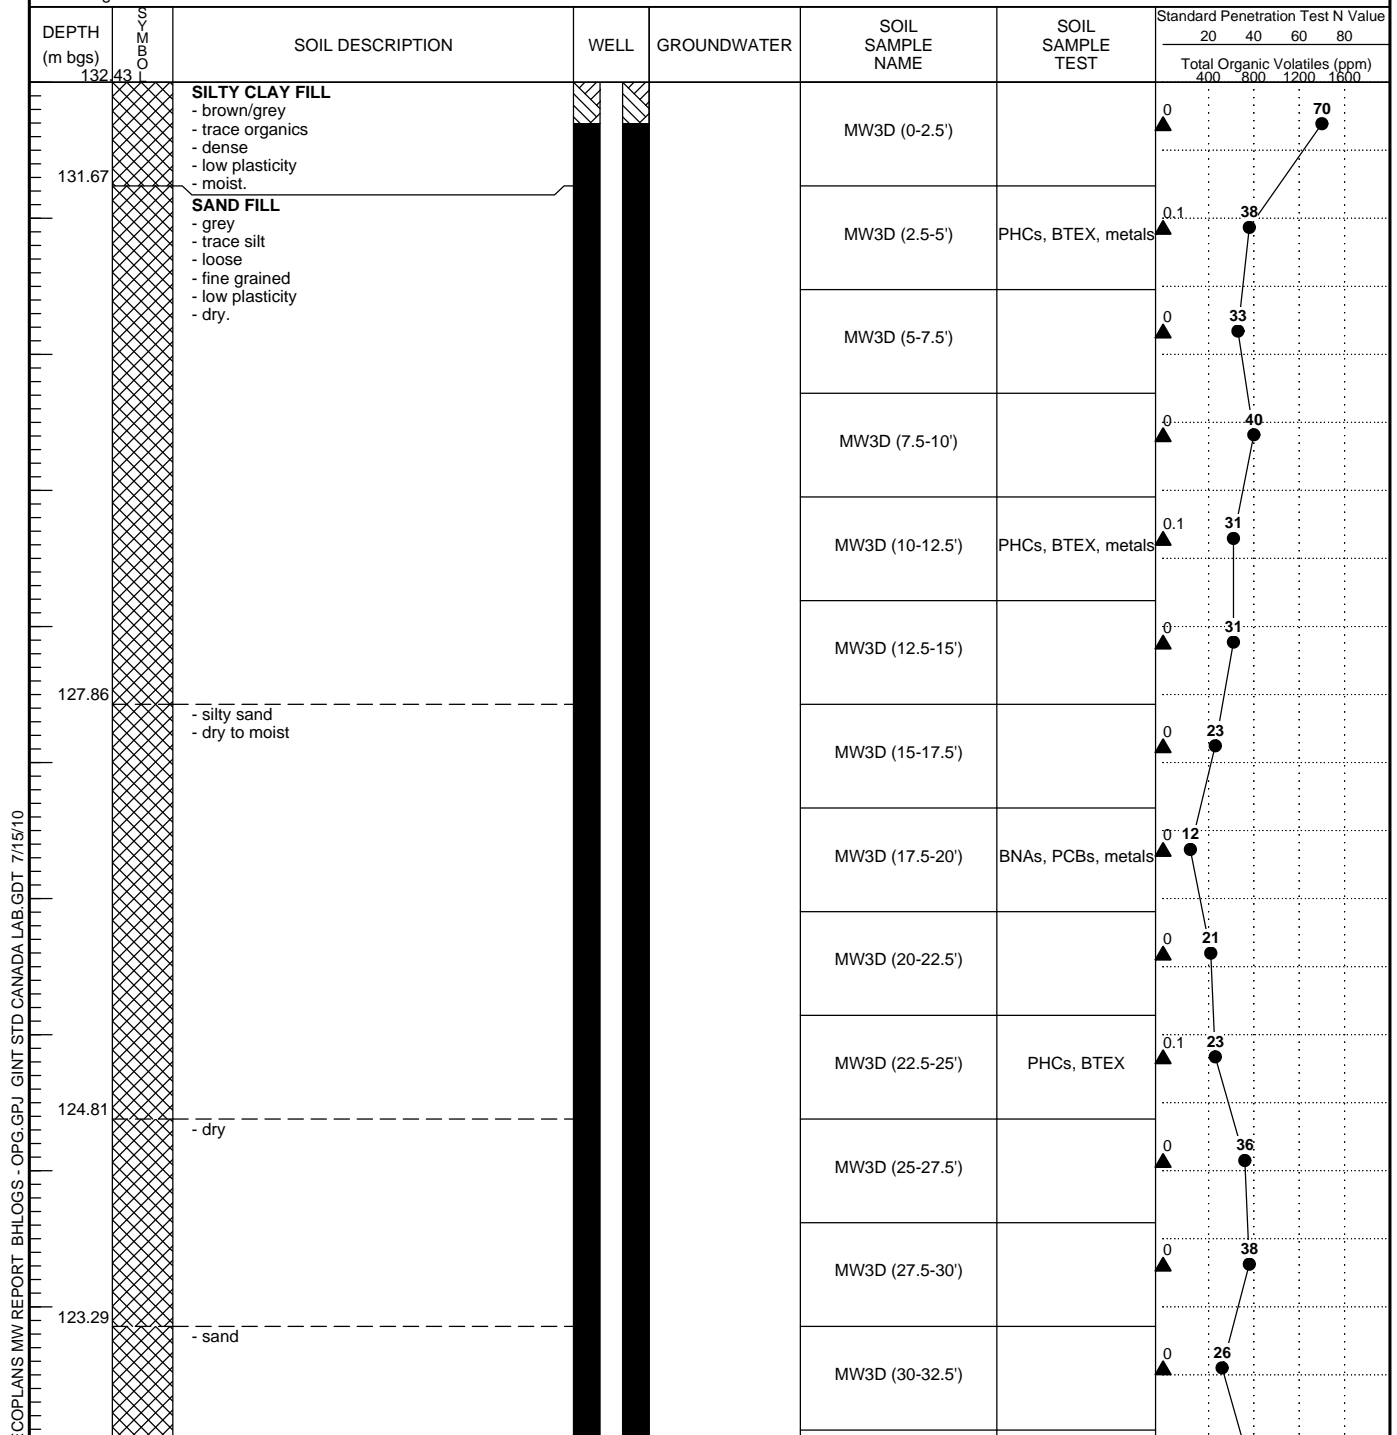 DEPTH
(m bgs)
SYMBOL
SOIL DESCRIPTION
WELL
GROUNDWATER
SOIL
SAMPLE
NAME
SOIL
SAMPLE
TEST
Standard Penetration Test N Value
20 40 60 80
Total Organic Volatiles (ppm)
400 800 1200 1600
132.43
SILTY CLAY FILL
- brown/grey
- trace organics
- dense
- low plasticity
- moist.
MW3D (0-2.5')
0 70
131.67
SAND FILL
- grey
- trace silt
- loose
- fine grained
- low plasticity
- dry.
MW3D (2.5-5') PHCs, BTEX, metals
0.1 38
MW3D (5-7.5')
0 33
MW3D (7.5-10')
0 40
MW3D (10-12.5') PHCs, BTEX, metals
0.1 31
MW3D (12.5-15')
0 31
127.86
- silty sand
- dry to moist
MW3D (15-17.5')
0 23
MW3D (17.5-20') BNAs, PCBs, metals
0 12
MW3D (20-22.5')
0 21
MW3D (22.5-25') PHCs, BTEX
0.1 23
124.81
- dry
MW3D (25-27.5')
0 36
MW3D (27.5-30')
0 38
123.29
- sand
MW3D (30-32.5')
0 26
COPLANS MW REPORT BHLOGS - OPG.GPJ GINT STD CANADA LAB.GDT 7/15/10